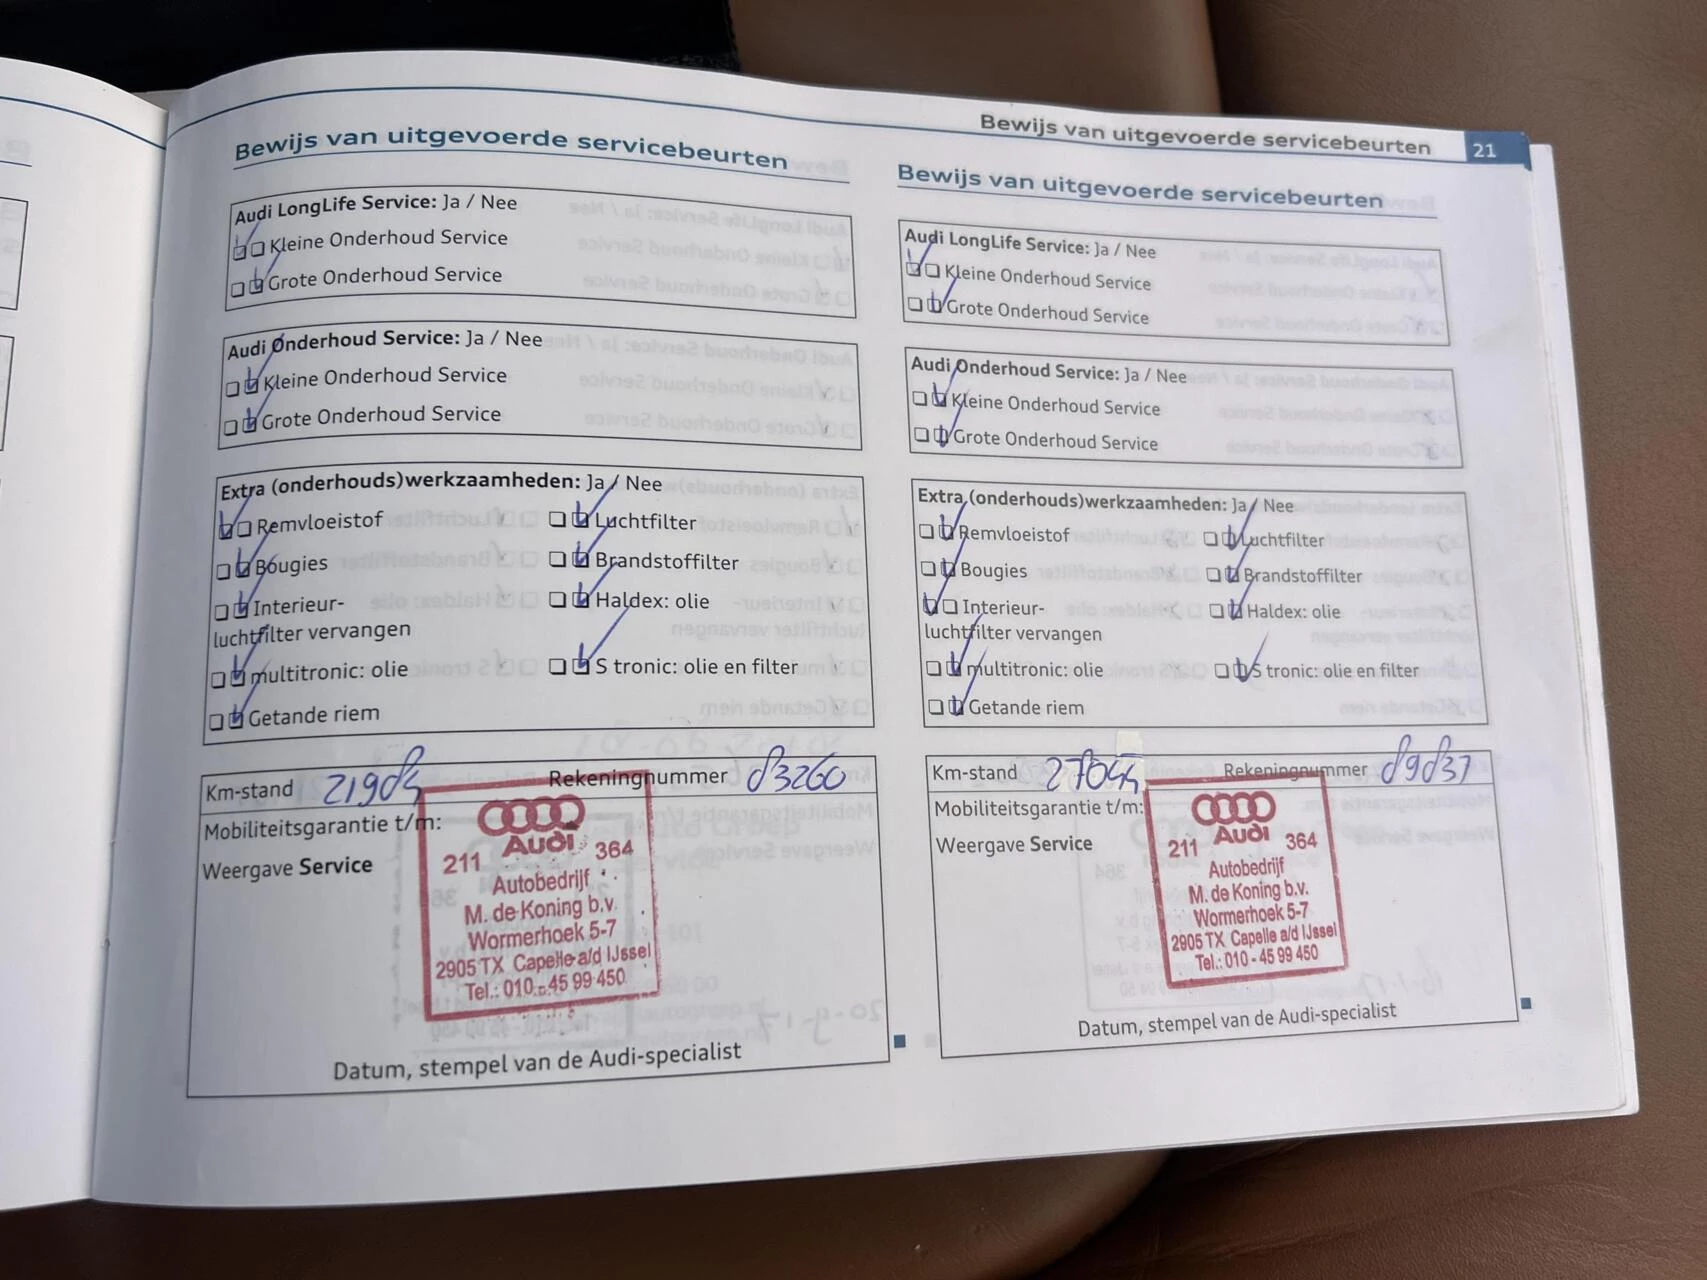 Bewijs van uitgevoerde servicebeurten 21
Bewijs van uitgevoerde servicebeurten
Audi LongLife Service: Ja / Nee
Kleine Onderhoud Service
Grote Onderhoud Service
Audi Onderhoud Service: Ja / Nee
Kleine Onderhoud Service
Grote Onderhoud Service
Extra (onderhouds)werkzaamheden: Ja / Nee
Remvloeistof
Luchtfilter
Bougies
Brandstoffilter
Interieur-
luchtfilter vervangen
Haldex: olie
multitronic: olie
S tronic: olie en filter
Getande riem
Km-stand Rekeningnummer 83260
Mobiliteitsgarantie t/m:
Weergave Service
Audi
211 364
Autobedrijf
M. de Koning b.v.
Wormerhoek 5-7
2905 TX Capelle a/d IJssel
Tel.: 010 - 45 99 450
Datum, stempel van de Audi-specialist
Bewijs van uitgevoerde servicebeurten
Audi LongLife Service: Ja / Nee
Kleine Onderhoud Service
Grote Onderhoud Service
Audi Onderhoud Service: Ja / Nee
Kleine Onderhoud Service
Grote Onderhoud Service
Extra (onderhouds)werkzaamheden: Ja / Nee
Remvloeistof
Luchtfilter
Bougies
Brandstoffilter
Interieur-
luchtfilter vervangen
Haldex: olie
multitronic: olie
S tronic: olie en filter
Getande riem
Km-stand Rekeningnummer 89837
Mobiliteitsgarantie t/m:
Weergave Service
Audi
211 364
Autobedrijf
M. de Koning b.v.
Wormerhoek 5-7
2905 TX Capelle a/d IJssel
Tel.: 010 - 45 99 450
Datum, stempel van de Audi-specialist